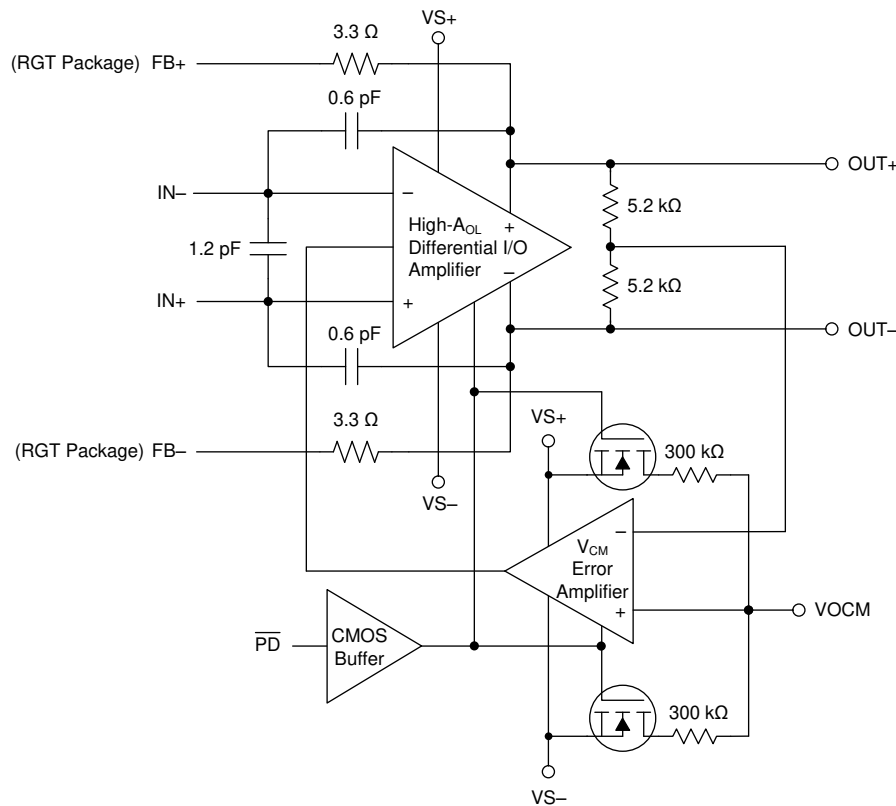 VS+
3.3 Ω
(RGT Package) FB+
0.6 pF
OUT+
IN–
–
High-AOL
Differential I/O
Amplifier
+
–
5.2 kΩ
1.2 pF
5.2 kΩ
IN+
+
0.6 pF
OUT–
3.3 Ω
(RGT Package) FB–
VS–
VS+
300 kΩ
–
VCM
Error
Amplifier
+
VOCM
PD
CMOS
Buffer
300 kΩ
VS–